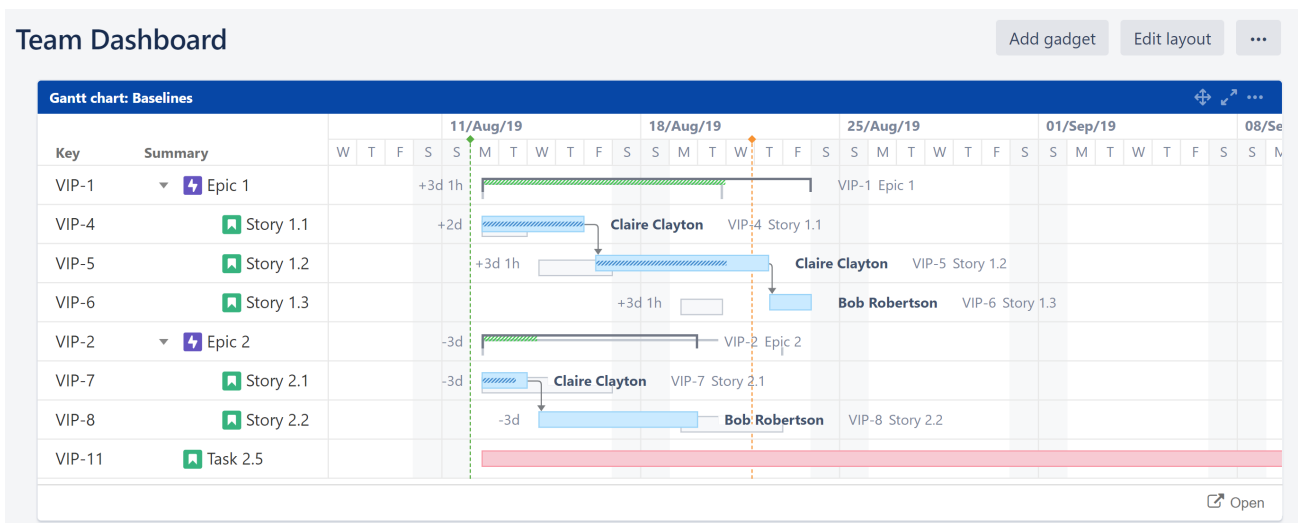 Team Dashboard
Add gadget
Edit layout
Gantt chart: Baselines
11/Aug/19 18/Aug/19 25/Aug/19 01/Sep/19 08/Se
Key Summary W T F S S M T W T F S S M T W T F S S M T W T F S S M T W T F S S
VIP-1 Epic 1 +3d 1h VIP-1 Epic 1
VIP-4 Story 1.1 +2d Claire Clayton VIP-4 Story 1.1
VIP-5 Story 1.2 +3d 1h Claire Clayton VIP-5 Story 1.2
VIP-6 Story 1.3 +3d 1h Bob Robertson VIP-6 Story 1.3
VIP-2 Epic 2 -3d VIP-2 Epic 2
VIP-7 Story 2.1 -3d Claire Clayton VIP-7 Story 2.1
VIP-8 Story 2.2 -3d Bob Robertson VIP-8 Story 2.2
VIP-11 Task 2.5
Open